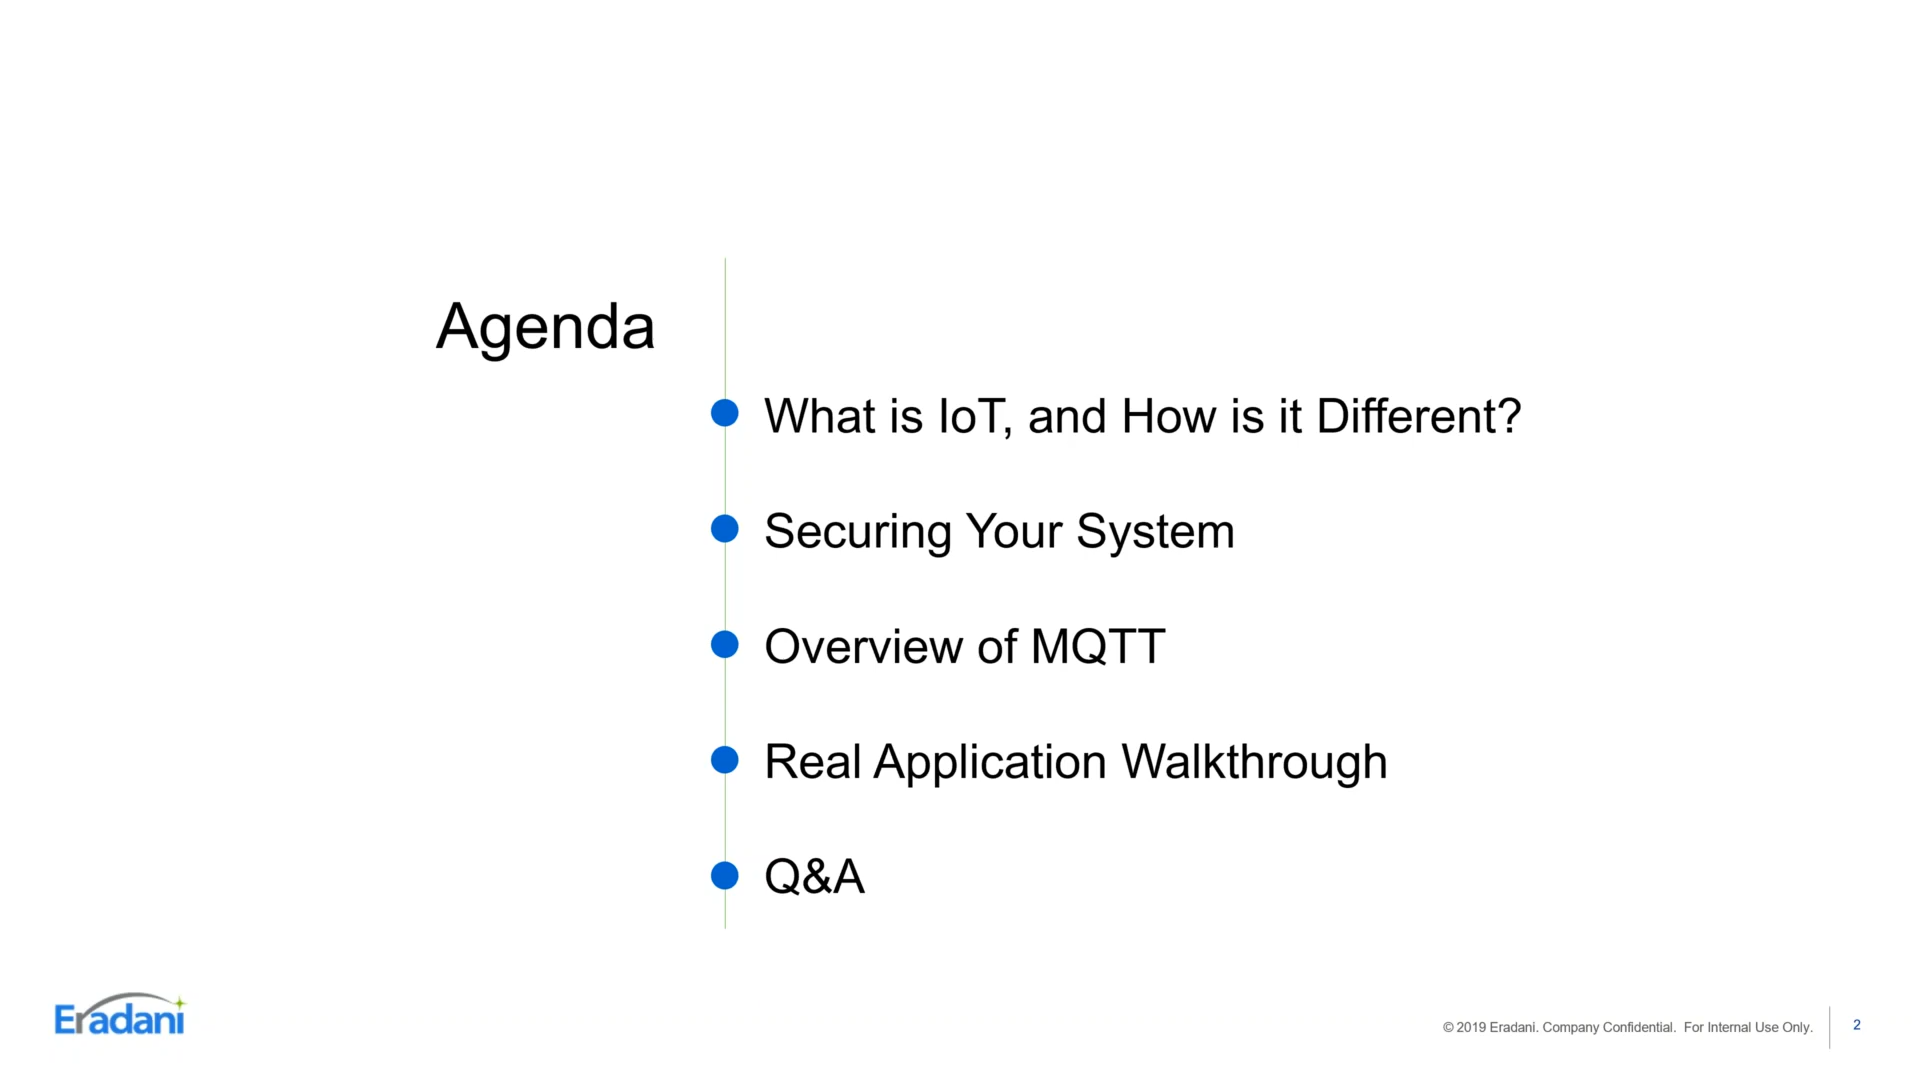 Agenda
What is IoT, and How is it Different?
Securing Your System
Overview of MQTT
Real Application Walkthrough
Q&A
Eradani
© 2019 Eradani. Company Confidential. For Internal Use Only.
2